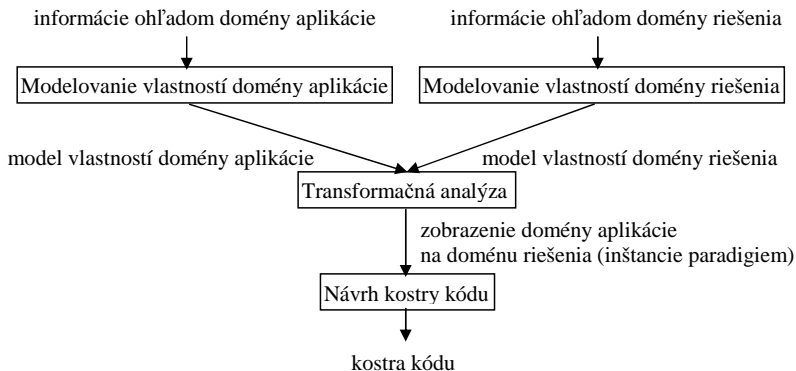 informácie ohľadom domény aplikácie
informácie ohľadom domény riešenia
Modelovanie vlastností domény aplikácie
Modelovanie vlastností domény riešenia
model vlastností domény aplikácie
model vlastností domény riešenia
Transformačná analýza
zobrazenie domény aplikácie
na doménu riešenia (inštancie paradigiem)
Návrh kostry kódu
kostra kódu